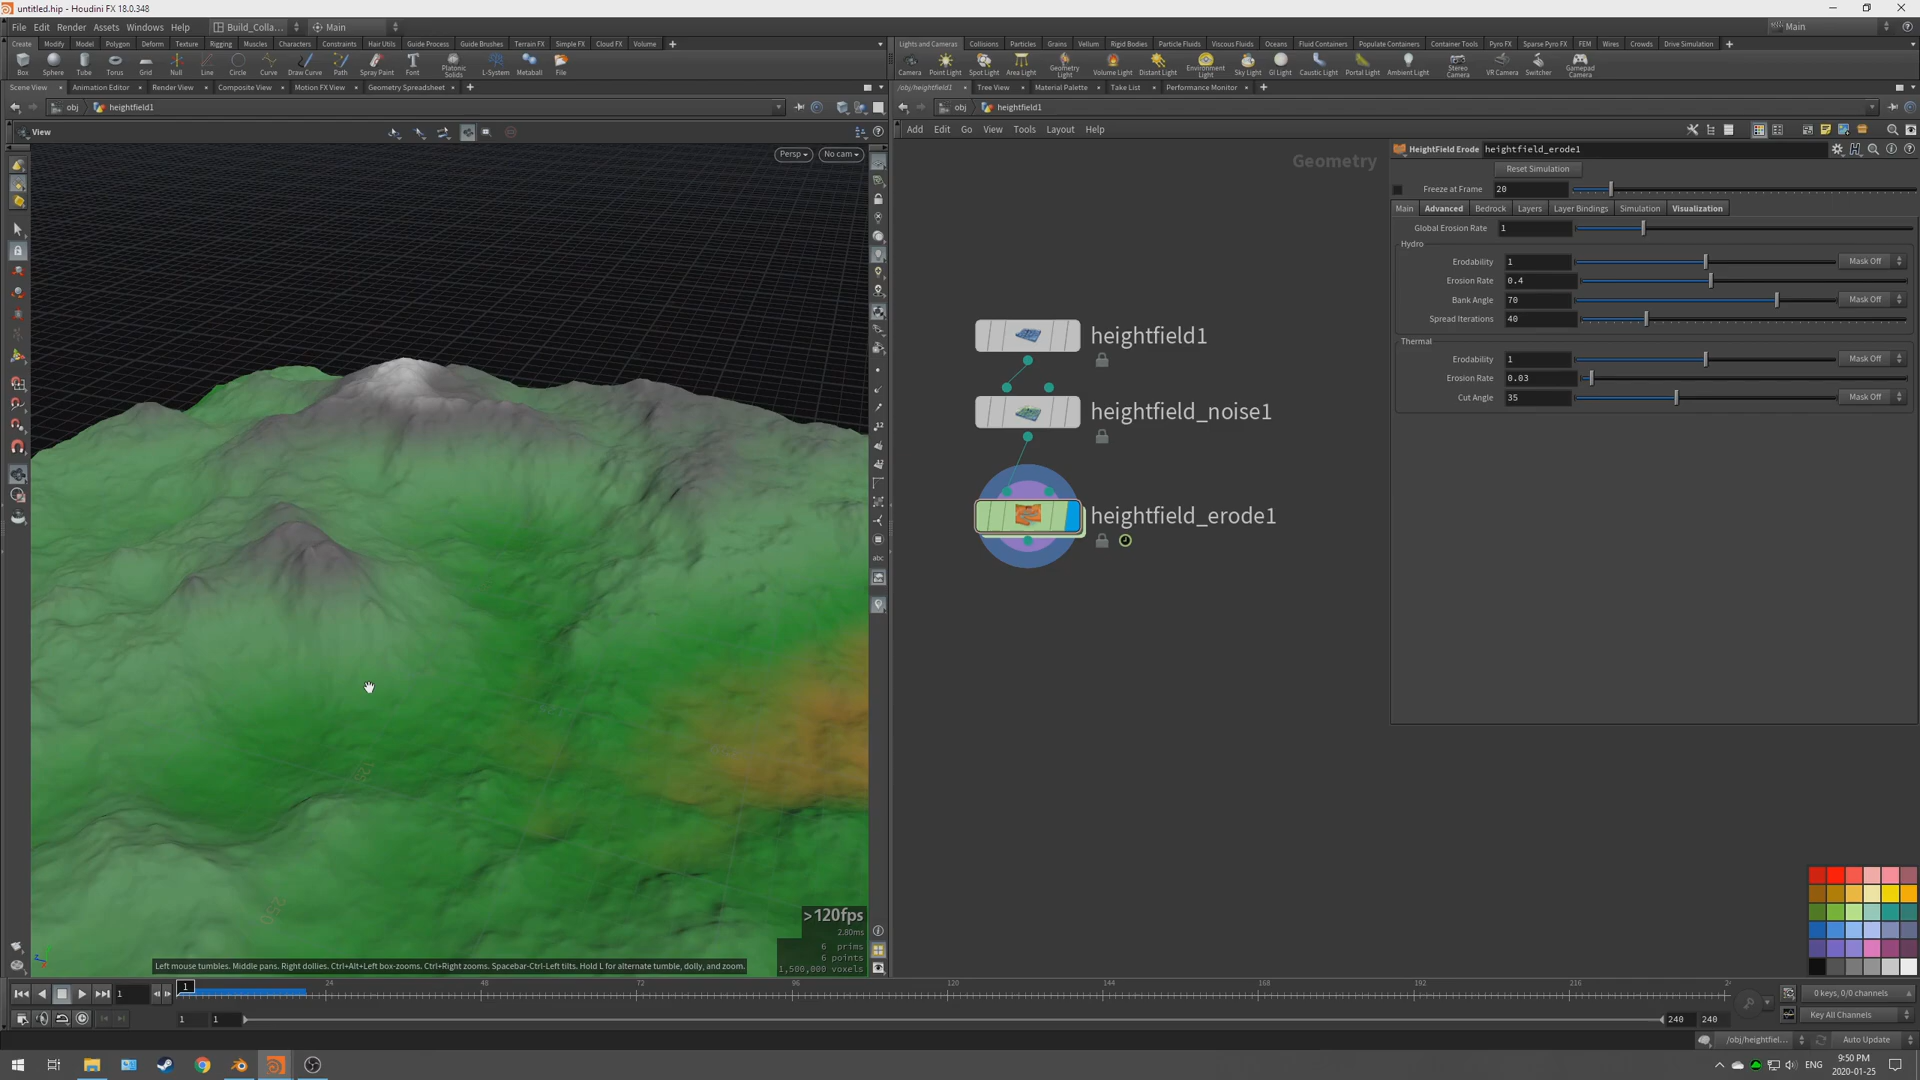 untitled.hip - Houdini FX 18.0.348
File Edit Render Assets Windows Help Build_Colla... Main Main
Create Modify Model Polygon Deform Texture Rigging Muscles Characters Constraints Hair Utils Guide Process Guide Brushes Terrain FX Simple FX Cloud FX Volume
Lights and Cameras Collisions Particles Grains Vellum Rigid Bodies Particle Fluids Viscous Fluids Oceans Fluid Containers Populate Containers Container Tools Pyro FX Sparse Pyro FX FEM Wires Crowds Drive Simulation
Box Sphere Tube Torus Grid Null Line Circle Curve Draw Curve Path Spray Paint Font Platonic Solids L-System Metaball File
Camera Point Light Spot Light Area Light Geometry Light Volume Light Distant Light Environment Light Sky Light GI Light Caustic Light Portal Light Ambient Light Stereo Camera VR Camera Switcher Gamepad Camera
Scene View Animation Editor Render View Composite View Motion FX View Geometry Spreadsheet
/obj/heightfield1 Tree View Material Palette Take List Performance Monitor
obj heightfield1
obj heightfield1
View
Add Edit Go View Tools Layout Help
Persp No cam
Geometry
HeightField Erode heightfield_erode1
Reset Simulation
Freeze at Frame 20
Main Advanced Bedrock Layers Layer Bindings Simulation Visualization
Global Erosion Rate 1
Hydro
Erodability 1 Mask Off
Erosion Rate 0.4
Bank Angle 70 Mask Off
Spread Iterations 40
Thermal
Erodability 1 Mask Off
Erosion Rate 0.03
Cut Angle 35 Mask Off
heightfield1
heightfield_noise1
heightfield_erode1
abc
250
>120fps
2.80ms
6 prims
6 points
1,500,000 voxels
Left mouse tumbles. Middle pans. Right dollies. Ctrl+Alt+Left box-zooms. Ctrl+Right zooms. Spacebar-Ctrl-Left tilts. Hold L for alternate tumble, dolly, and zoom.
1 1 24 48 72 96 120 144 168 192 216
0 keys, 0/0 channels
1 1 240 240
Key All Channels
/obj/heightfiel... Auto Update
ENG
9:50 PM
2020-01-25